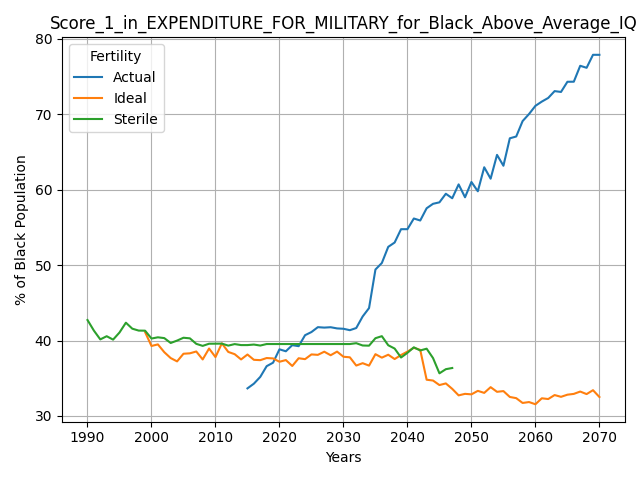 Score_1_in_EXPENDITURE_FOR_MILITARY_for_Black_Above_Average_IQ
Fertility
Actual
Ideal
Sterile
% of Black Population
80
70
60
50
40
30
1990 2000 2010 2020 2030 2040 2050 2060 2070
Years